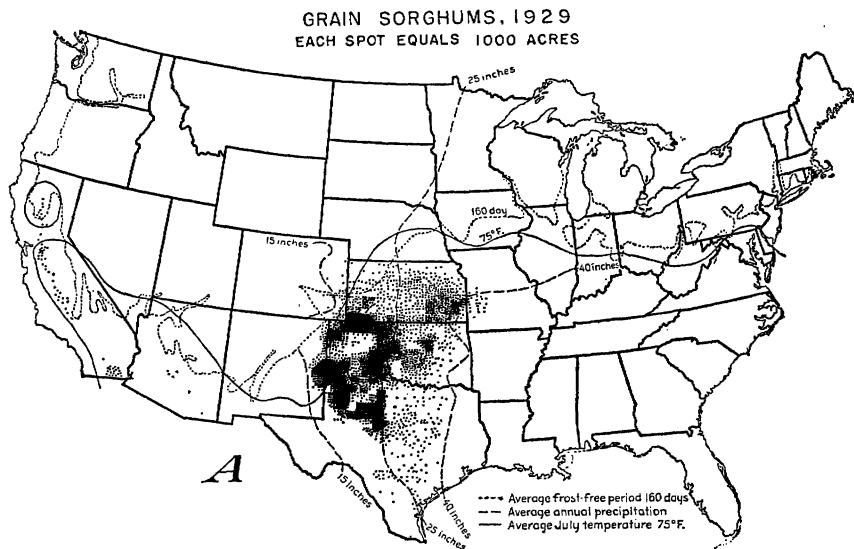 GRAIN SORGHUMS, 1929
EACH SPOT EQUALS 1000 ACRES
25 inches
160 day
75°F.
15 inches
40 inches
A
15 inches
40 inches
25 inches
Average frost-free period 160 days
Average annual precipitation
Average July temperature 75°F.